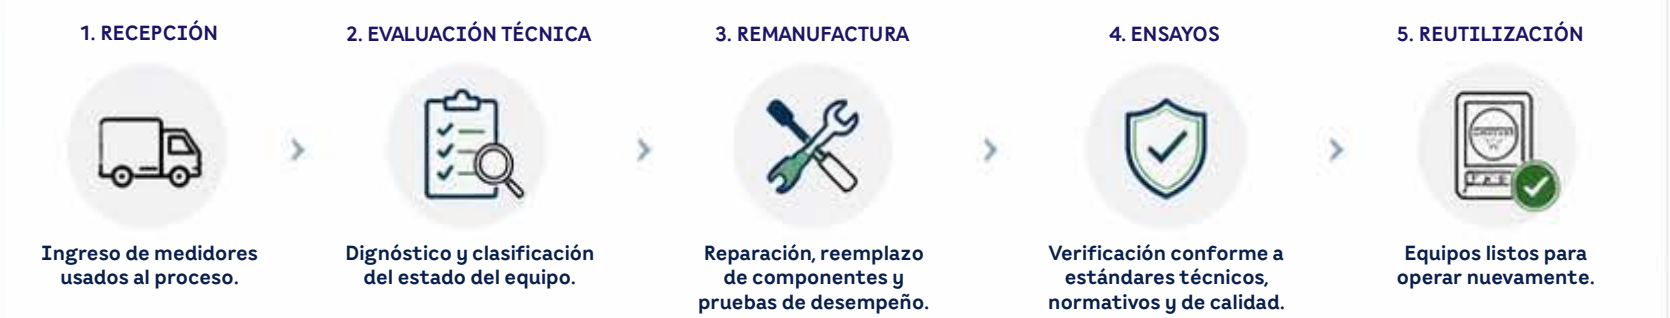 1. RECEPCIÓN
Ingreso de medidores
usados al proceso.
2. EVALUACIÓN TÉCNICA
Dignóstico y clasificación
del estado del equipo.
3. REMANUFACTURA
Reparación, reemplazo
de componentes y
pruebas de desempeño.
4. ENSAYOS
Verificación conforme a
estándares técnicos,
normativos y de calidad.
5. REUTILIZACIÓN
Equipos listos para
operar nuevamente.